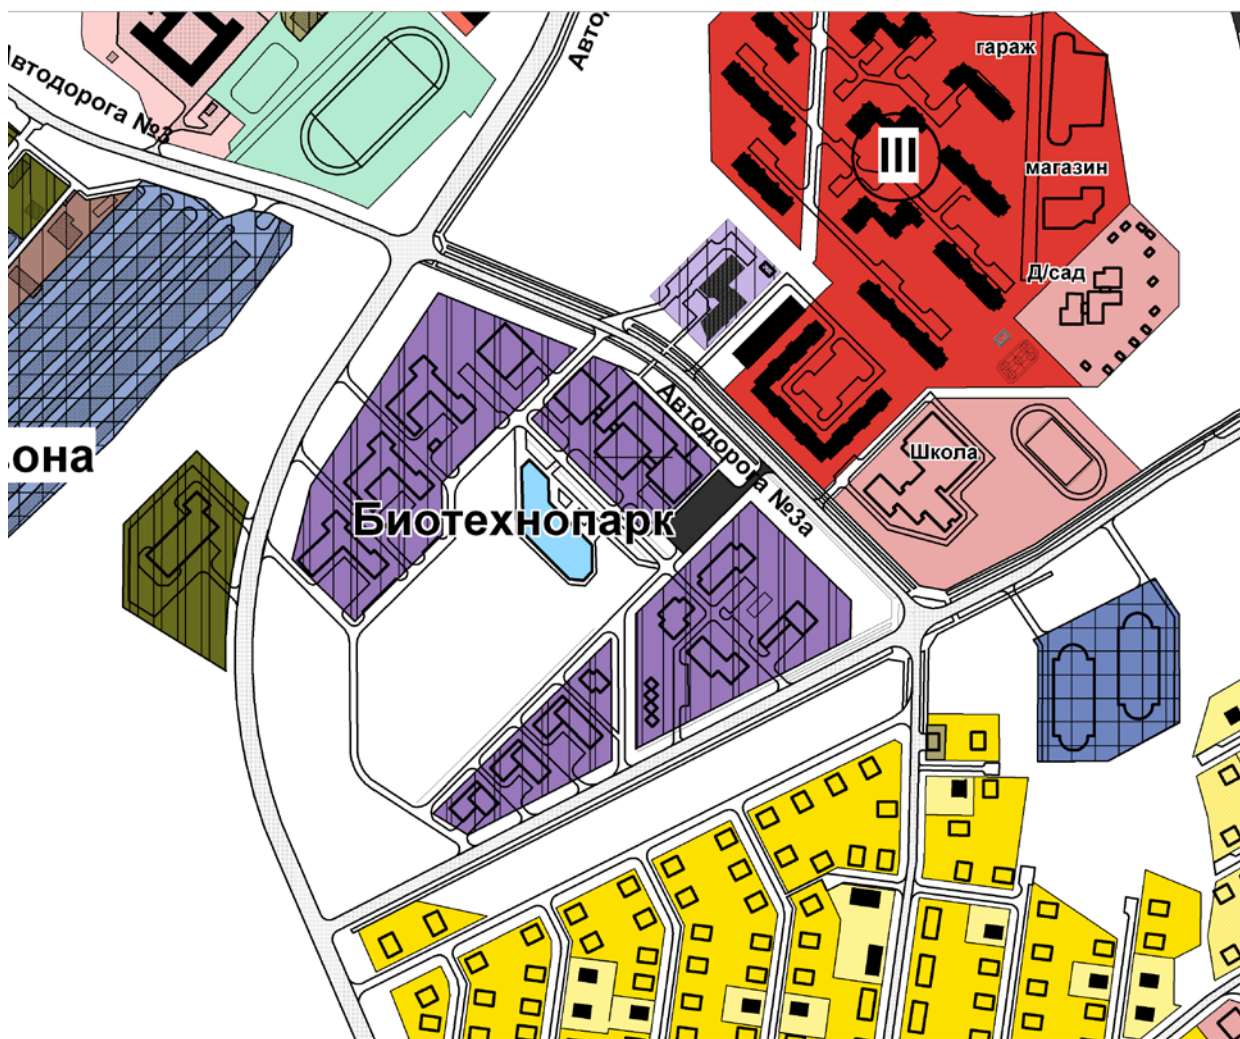 Авто
гараж
Автодорога №3
III
магазин
Д/сад
Автодорога №3а
Школа
она
Биотехнопарк